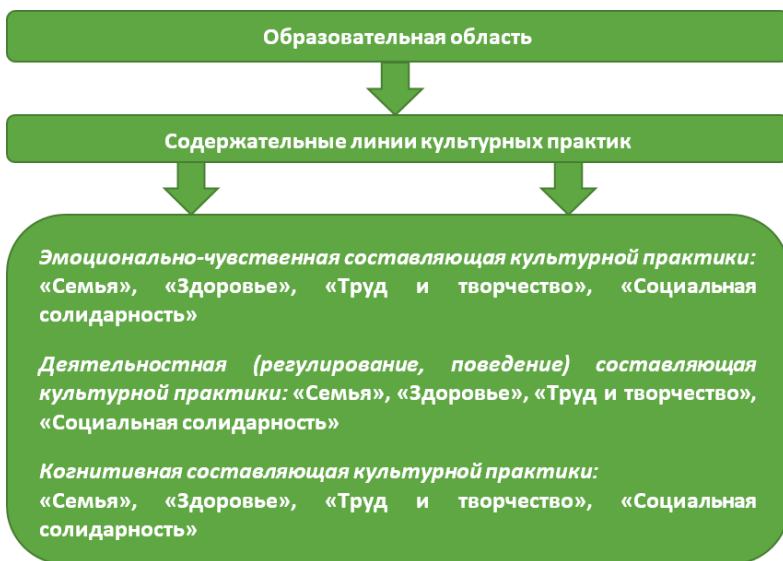 Образовательная область
Содержательные линии культурных практик
Эмоционально-чувственная составляющая культурной практики:
«Семья», «Здоровье», «Труд и творчество», «Социальная
солидарность»
Деятельностная (регулирование, поведение) составляющая
культурной практики: «Семья», «Здоровье», «Труд и творчество»,
«Социальная солидарность»
Когнитивная составляющая культурной практики:
«Семья», «Здоровье», «Труд и творчество», «Социальная
солидарность»